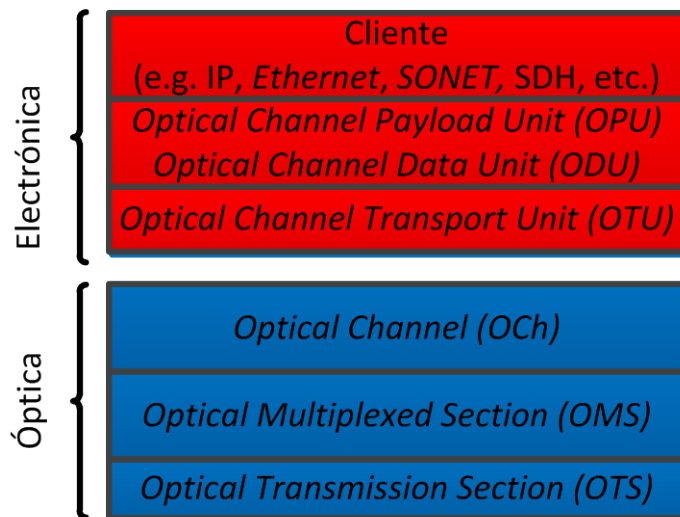 Electrónica
Cliente
(e.g. IP, Ethernet, SONET, SDH, etc.)
Optical Channel Payload Unit (OPU)
Optical Channel Data Unit (ODU)
Optical Channel Transport Unit (OTU)
Óptica
Optical Channel (OCh)
Optical Multiplexed Section (OMS)
Optical Transmission Section (OTS)